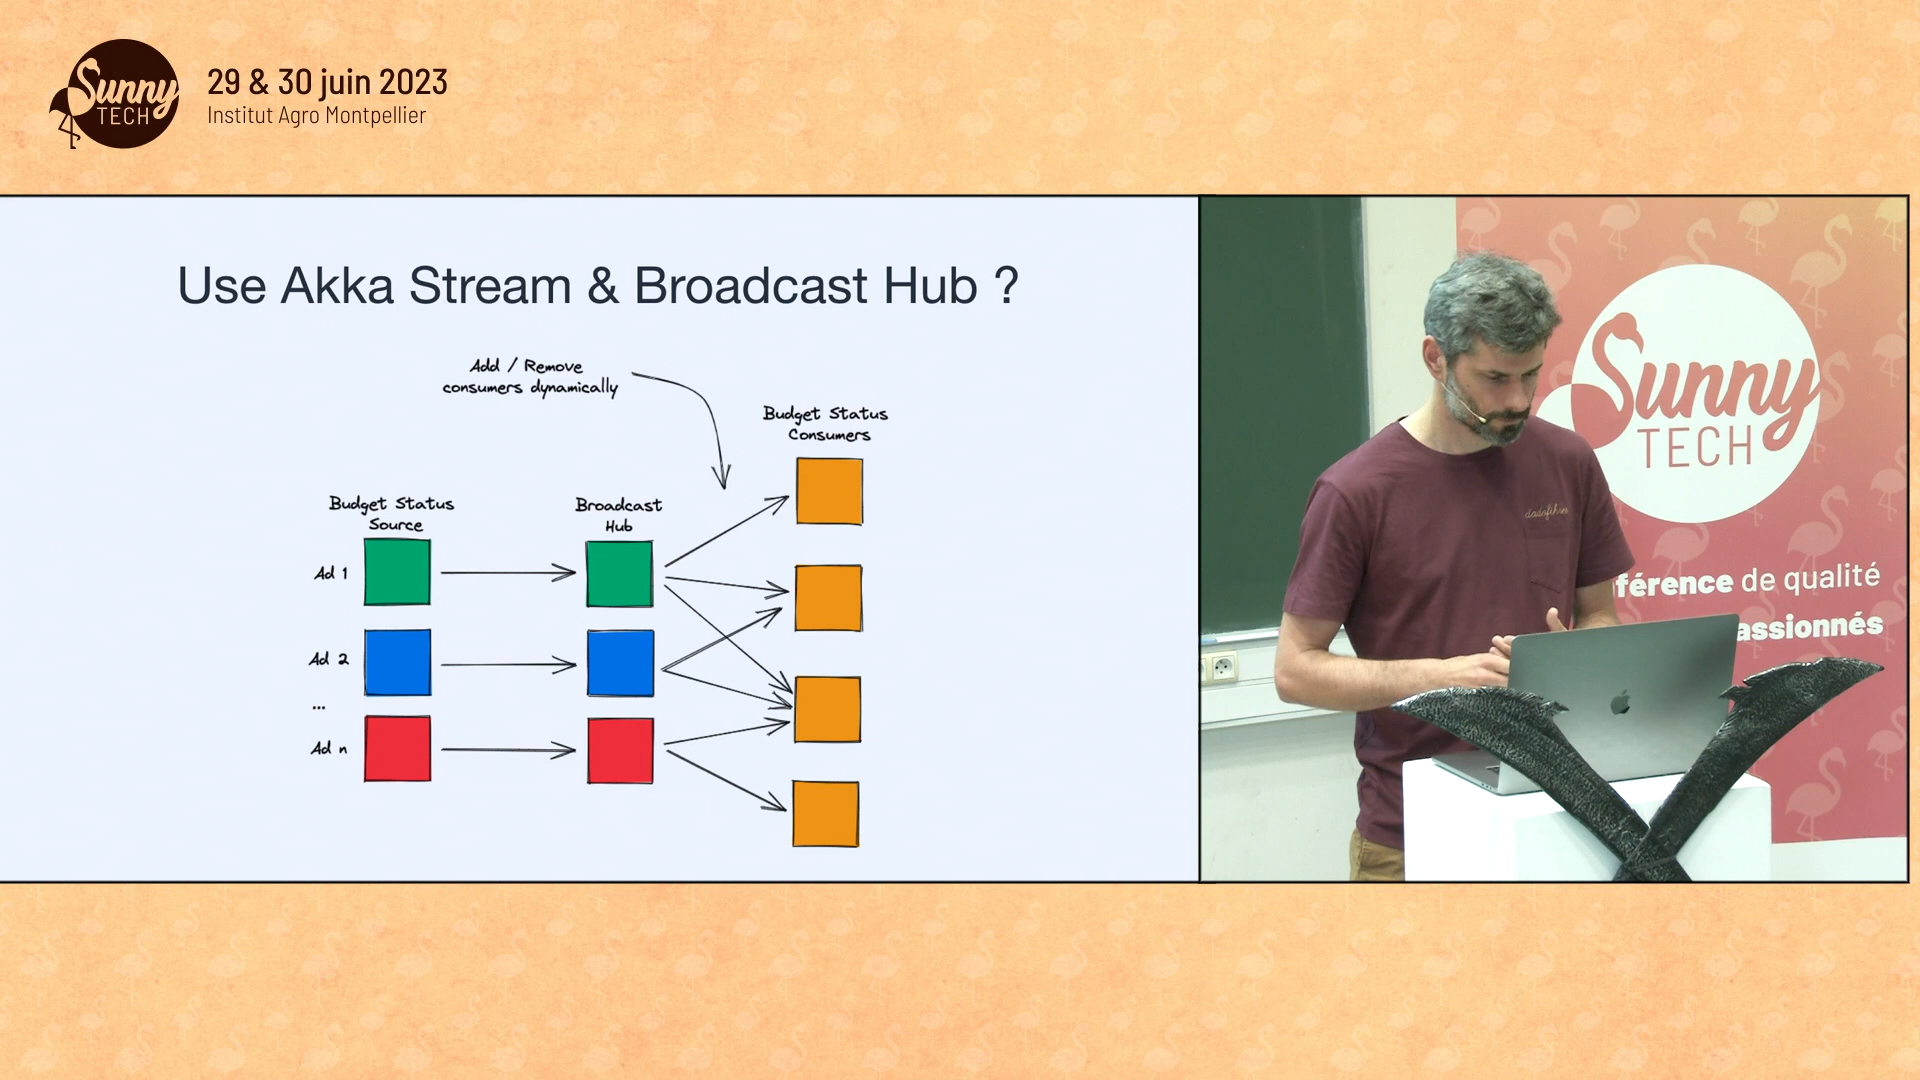 Sunny
TECH
29 & 30 juin 2023
Institut Agro Montpellier
Use Akka Stream & Broadcast Hub ?
Add / Remove
consumers dynamically
Budget Status
Consumers
Budget Status
Source
Broadcast
Hub
Ad 1
Ad 2
...
Ad n
Sunny
TECH
férence de qualité
assionnés